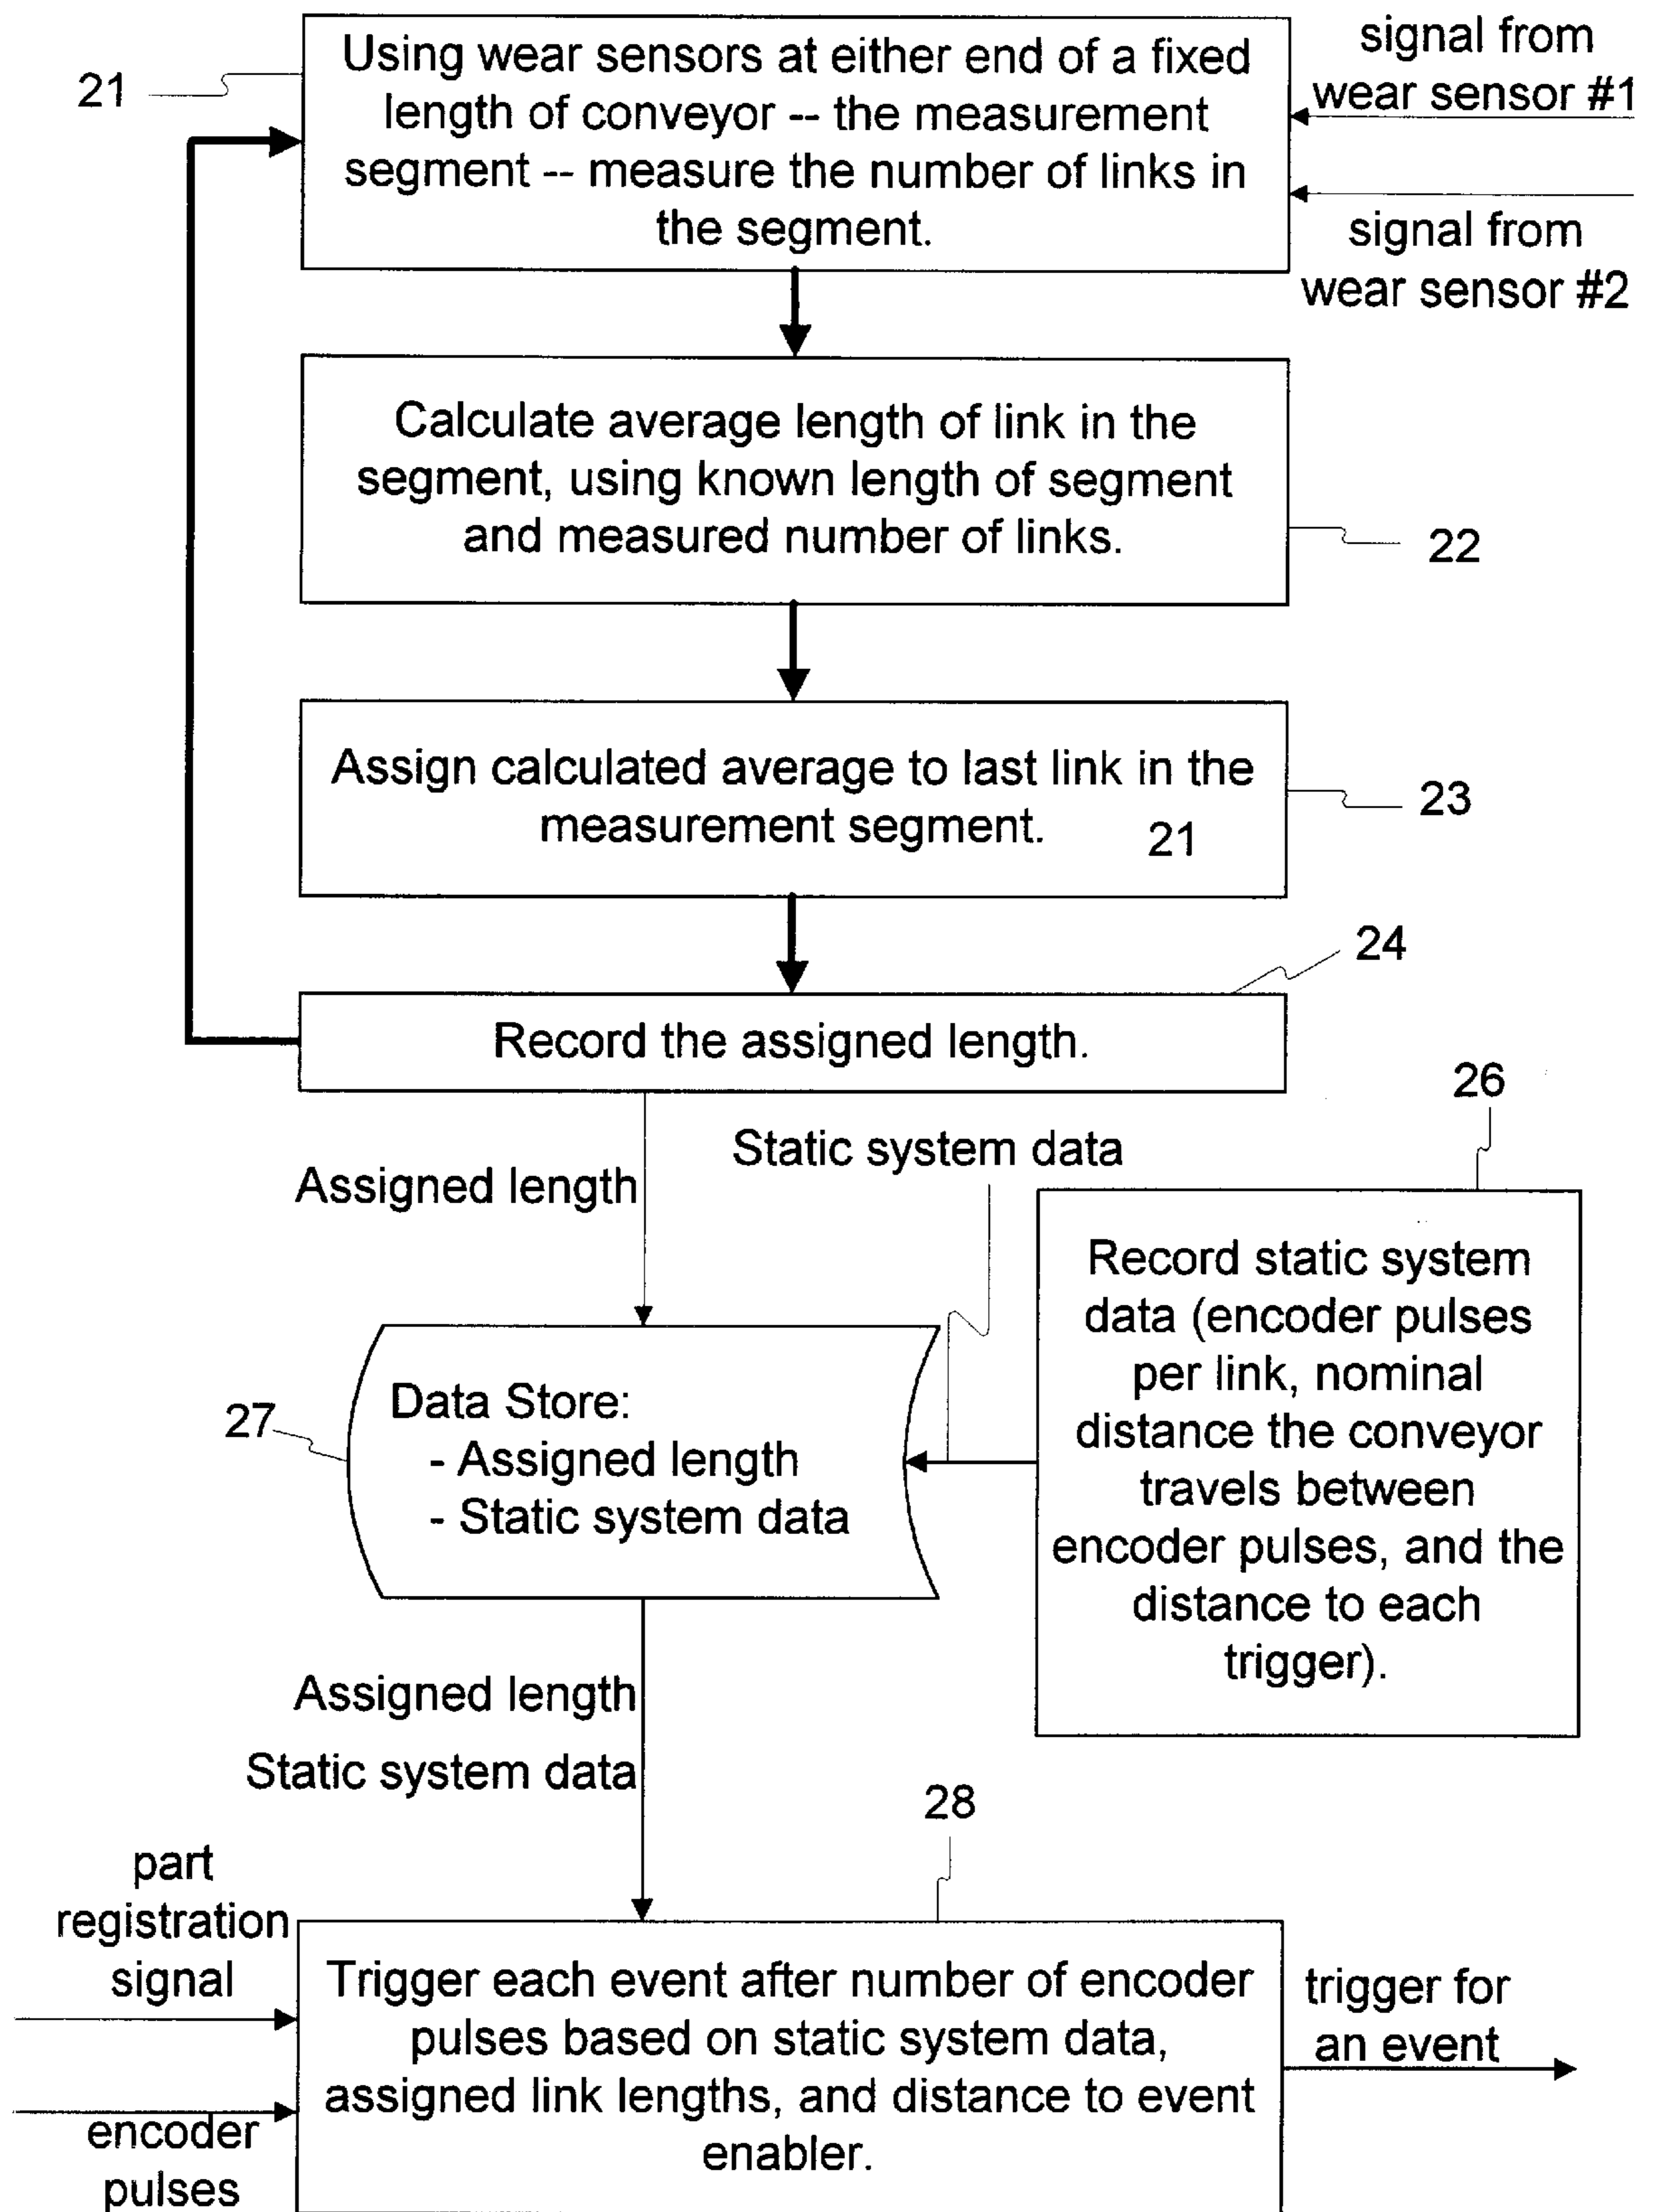 signal from
wear sensor #1
21
Using wear sensors at either end of a fixed
length of conveyor -- the measurement
segment -- measure the number of links in
the segment.
signal from
wear sensor #2
Calculate average length of link in the
segment, using known length of segment
and measured number of links.
22
Assign calculated average to last link in the
measurement segment.
21
23
24
Record the assigned length.
26
Static system data
Assigned length
Record static system
data (encoder pulses
per link, nominal
distance the conveyor
travels between
encoder pulses, and the
distance to each
trigger).
27
Data Store:
- Assigned length
- Static system data
Assigned length
Static system data
28
part
registration
signal
encoder
pulses
Trigger each event after number of encoder
pulses based on static system data,
assigned link lengths, and distance to event
enabler.
trigger for
an event